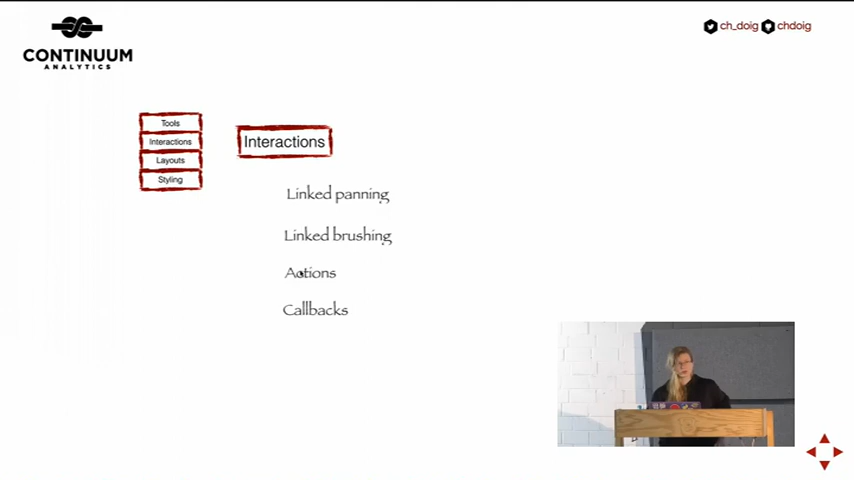 CONTINUUM
ANALYTICS
ch_doig chdoig
Tools
Interactions
Layouts
Styling
Interactions
Linked panning
Linked brushing
Actions
Callbacks